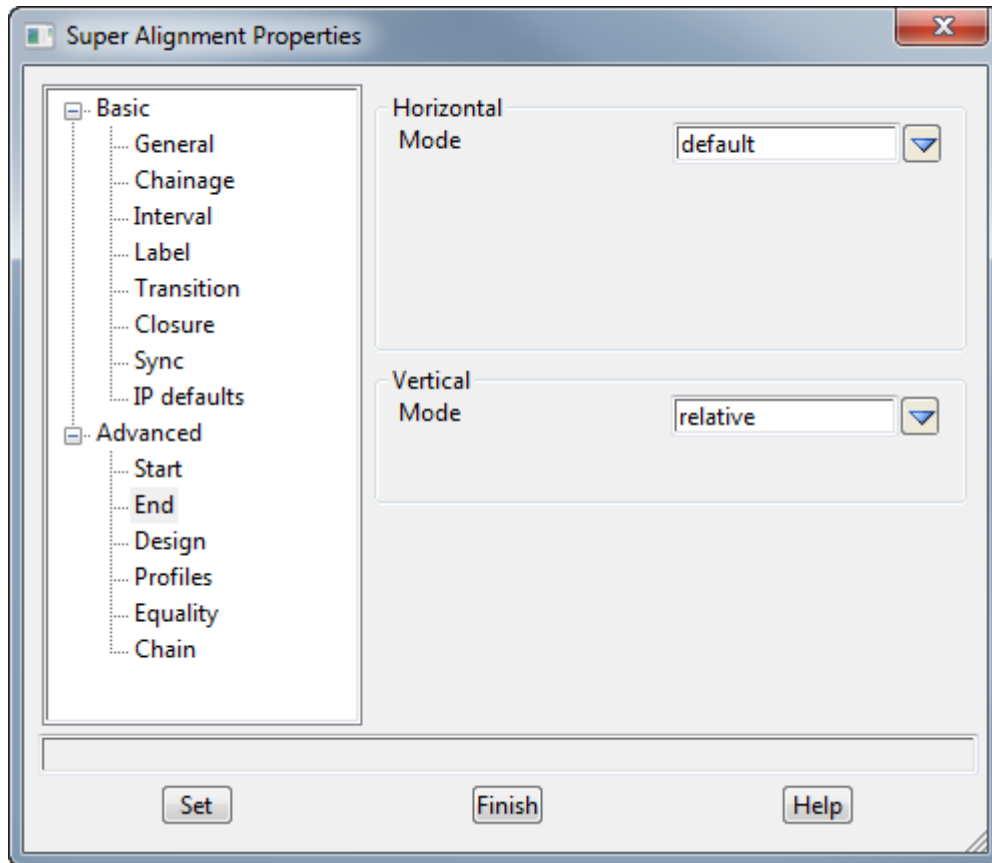 Super Alignment Properties
Basic
General
Chainage
Interval
Label
Transition
Closure
Sync
IP defaults
Advanced
Start
End
Design
Profiles
Equality
Chain
Horizontal
Mode default
Vertical
Mode relative
Set Finish Help